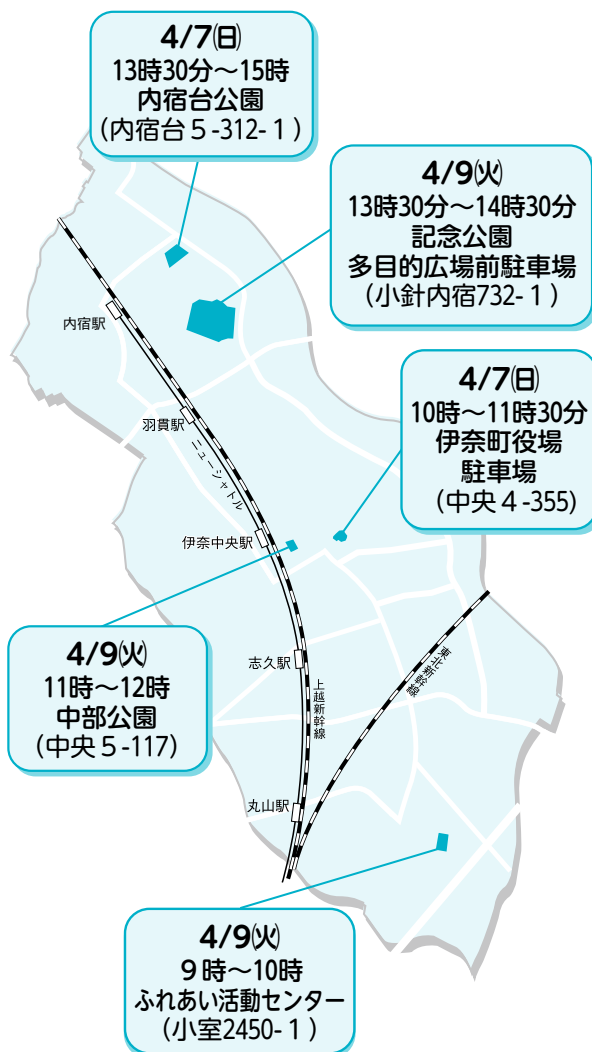 4/7㈰
13時30分〜15時
内宿台公園
(内宿台5-312-1)
4/9㈫
13時30分〜14時30分
記念公園
多目的広場前駐車場
(小針内宿732-1)
内宿駅
4/7㈰
10時〜11時30分
伊奈町役場
駐車場
(中央4-355)
羽貫駅
ニューシャトル
伊奈中央駅
4/9㈫
11時〜12時
中部公園
(中央5-117)
志久駅
上越新幹線
東北新幹線
丸山駅
4/9㈫
9時〜10時
ふれあい活動センター
(小室2450-1)